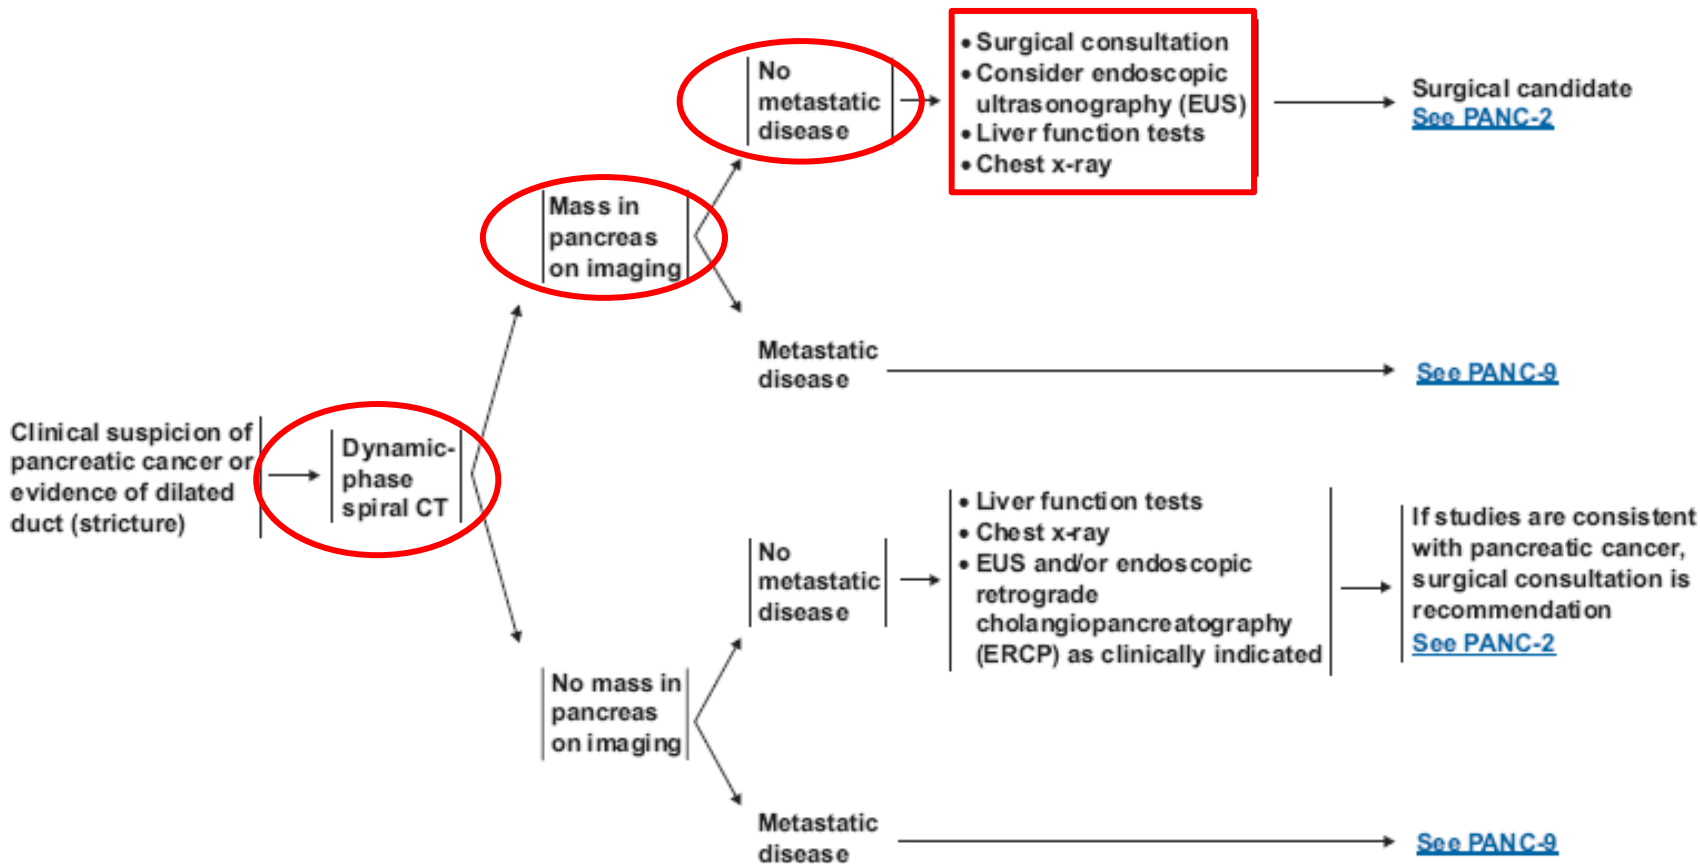 Clinical suspicion of
pancreatic cancer or
evidence of dilated
duct (stricture)
Dynamic-
phase
spiral CT
Mass in
pancreas
on imaging
No
metastatic
disease
• Surgical consultation
• Consider endoscopic
ultrasonography (EUS)
• Liver function tests
• Chest x-ray
Surgical candidate
See PANC-2
Metastatic
disease
See PANC-9
No mass in
pancreas
on imaging
No
metastatic
disease
• Liver function tests
• Chest x-ray
• EUS and/or endoscopic
retrograde
cholangiopancreatography
(ERCP) as clinically indicated
If studies are consistent
with pancreatic cancer,
surgical consultation is
recommendation
See PANC-2
Metastatic
disease
See PANC-9